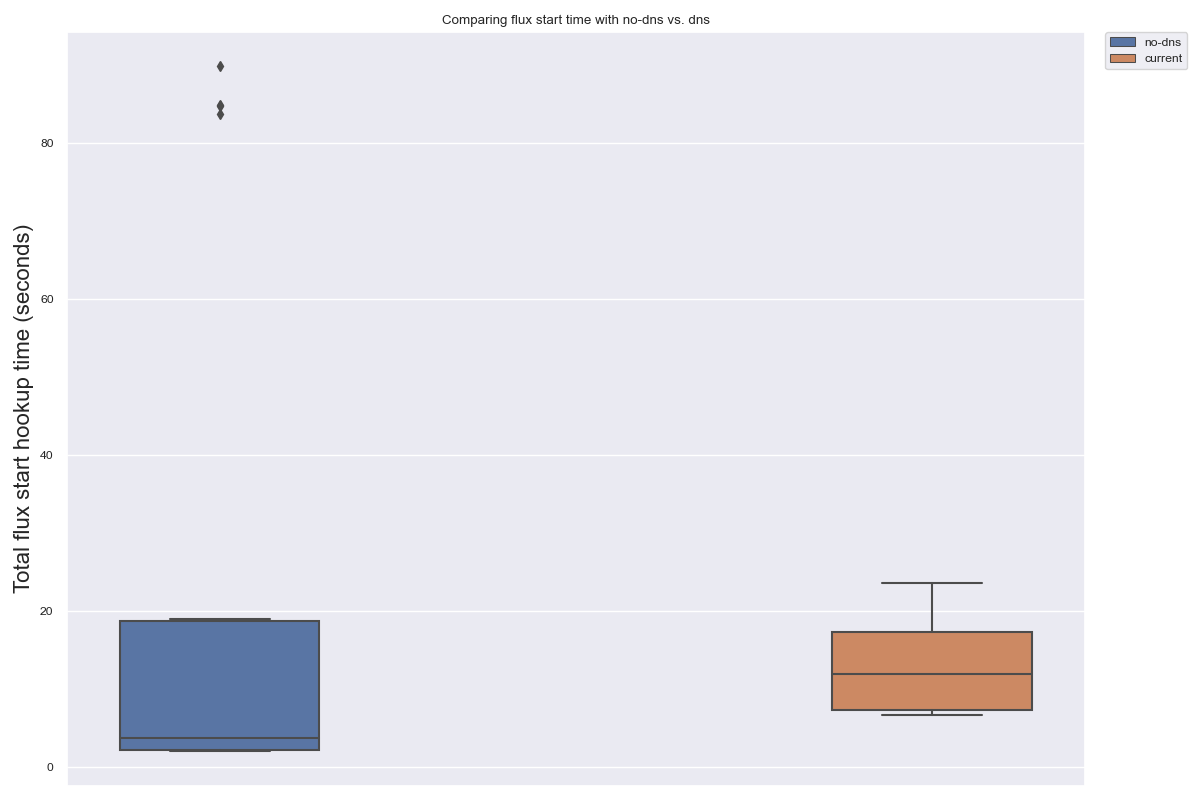 Comparing flux start time with no-dns vs. dns
no-dns
current
Total flux start hookup time (seconds)
80
60
40
20
0